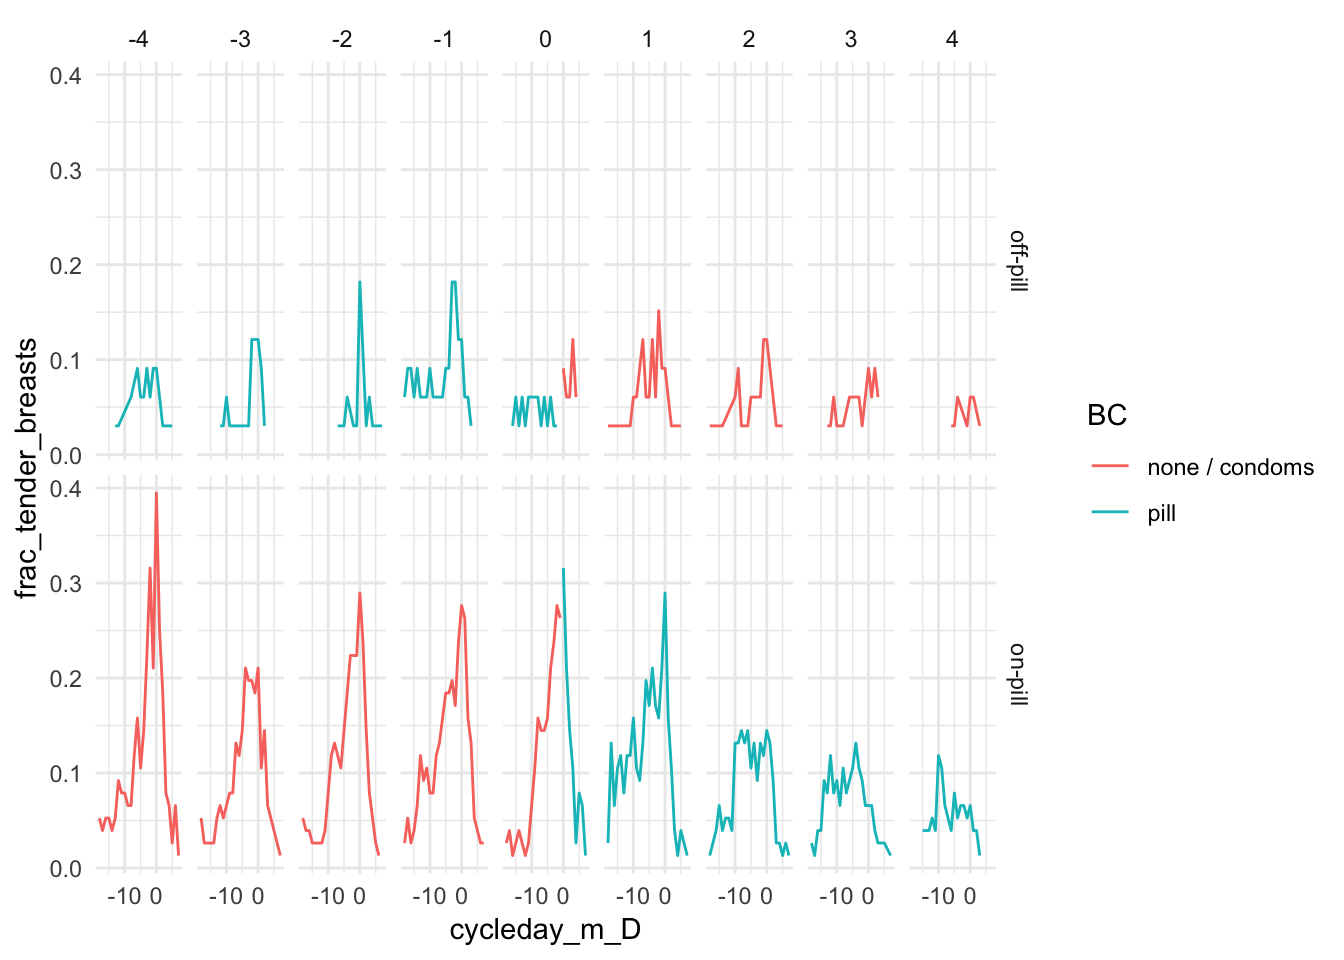 -4 -3 -2 -1 0 1 2 3 4
0.4
0.3
0.2
0.1
0.0
off-pill
0.4
0.3
0.2
0.1
0.0
on-pill
frac_tender_breasts
-10 0 -10 0 -10 0 -10 0 -10 0 -10 0 -10 0 -10 0 -10 0
cycleday_m_D
BC
none / condoms
pill